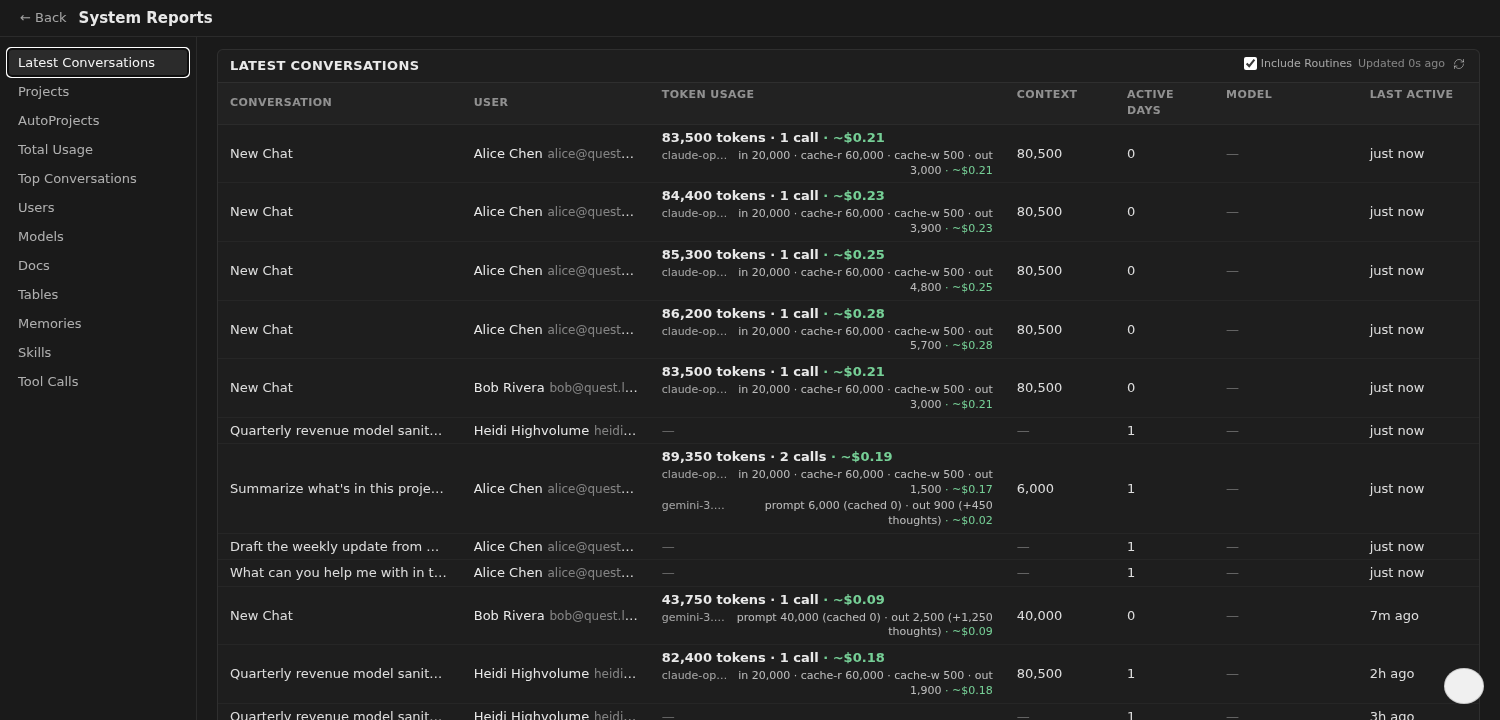 ← Back System Reports
Latest Conversations
Projects
AutoProjects
Total Usage
Top Conversations
Users
Models
Docs
Tables
Memories
Skills
Tool Calls
LATEST CONVERSATIONS Include Routines Updated 0s ago
CONVERSATION USER TOKEN USAGE CONTEXT ACTIVE DAYS MODEL LAST ACTIVE
New Chat Alice Chen alice@quest… 83,500 tokens · 1 call · ~$0.21 80,500 0 — just now
claude-op… in 20,000 · cache-r 60,000 · cache-w 500 · out
3,000 · ~$0.21
New Chat Alice Chen alice@quest… 84,400 tokens · 1 call · ~$0.23 80,500 0 — just now
claude-op… in 20,000 · cache-r 60,000 · cache-w 500 · out
3,900 · ~$0.23
New Chat Alice Chen alice@quest… 85,300 tokens · 1 call · ~$0.25 80,500 0 — just now
claude-op… in 20,000 · cache-r 60,000 · cache-w 500 · out
4,800 · ~$0.25
New Chat Alice Chen alice@quest… 86,200 tokens · 1 call · ~$0.28 80,500 0 — just now
claude-op… in 20,000 · cache-r 60,000 · cache-w 500 · out
5,700 · ~$0.28
New Chat Bob Rivera bob@quest.l… 83,500 tokens · 1 call · ~$0.21 80,500 0 — just now
claude-op… in 20,000 · cache-r 60,000 · cache-w 500 · out
3,000 · ~$0.21
Quarterly revenue model sanit… Heidi Highvolume heidi… — — 1 — just now
Summarize what's in this proje… Alice Chen alice@quest… 89,350 tokens · 2 calls · ~$0.19 6,000 1 — just now
claude-op… in 20,000 · cache-r 60,000 · cache-w 500 · out
1,500 · ~$0.17
gemini-3.… prompt 6,000 (cached 0) · out 900 (+450
thoughts) · ~$0.02
Draft the weekly update from … Alice Chen alice@quest… — — 1 — just now
What can you help me with in t… Alice Chen alice@quest… — — 1 — just now
New Chat Bob Rivera bob@quest.l… 43,750 tokens · 1 call · ~$0.09 40,000 0 — 7m ago
gemini-3.… prompt 40,000 (cached 0) · out 2,500 (+1,250
thoughts) · ~$0.09
Quarterly revenue model sanit… Heidi Highvolume heidi… 82,400 tokens · 1 call · ~$0.18 80,500 1 — 2h ago
claude-op… in 20,000 · cache-r 60,000 · cache-w 500 · out
1,900 · ~$0.18
Quarterly revenue model sanit… Heidi Highvolume heidi… — — 1 — 3h ago